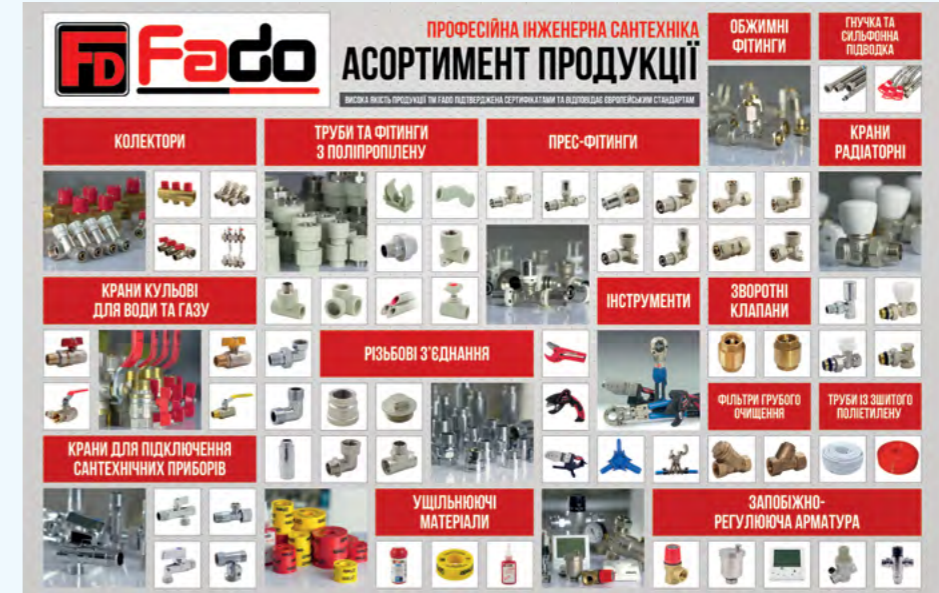 FD Fado
ПРОФЕСІЙНА ІНЖЕНЕРНА САНТЕХНІКА
АСОРТИМЕНТ ПРОДУКЦІЇ
ВИСОКА ЯКІСТЬ ПРОДУКЦІЇ ТМ FADO ПІДТВЕРДЖЕНА СЕРТИФІКАТАМИ ТА ВІДПОВІДАЄ ЄВРОПЕЙСЬКИМ СТАНДАРТАМ
ОБЖИМНІ
ФІТИНГИ
ГНУЧКА ТА
СИЛЬФОННА
ПІДВОДКА
КОЛЕКТОРИ
ТРУБИ ТА ФІТИНГИ
З ПОЛІПРОПІЛЕНУ
ПРЕС-ФІТИНГИ
КРАНИ
РАДІАТОРНІ
КРАНИ КУЛЬОВІ
ДЛЯ ВОДИ ТА ГАЗУ
ІНСТРУМЕНТИ
ЗВОРОТНІ
КЛАПАНИ
РІЗЬБОВІ З'ЄДНАННЯ
ФІЛЬТРИ ГРУБОГО
ОЧИЩЕННЯ
ТРУБИ ІЗ ЗШИТОГО
ПОЛІЕТИЛЕНУ
КРАНИ ДЛЯ ПІДКЛЮЧЕННЯ
САНТЕХНІЧНИХ ПРИБОРІВ
УЩІЛЬНЮЮЧІ
МАТЕРІАЛИ
ЗАПОБІЖНО-
РЕГУЛЮЮЧА АРМАТУРА